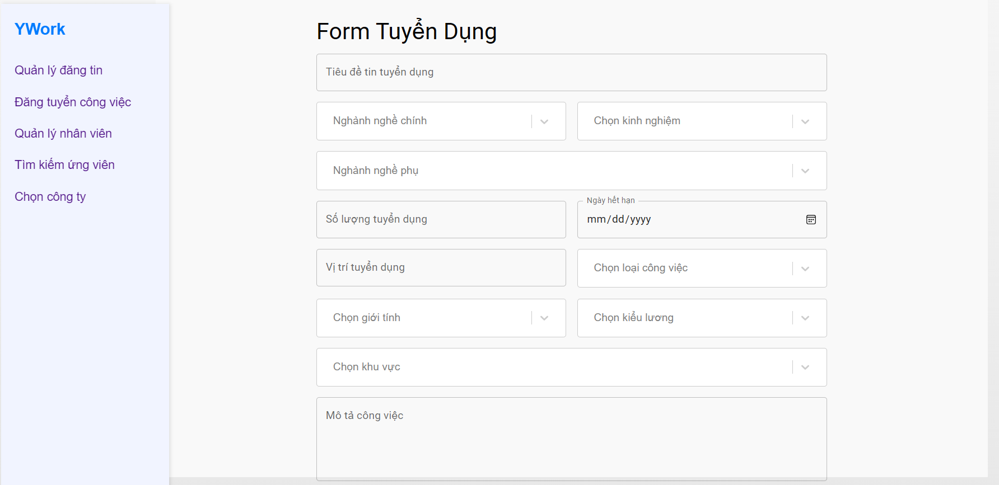 YWork
Quản lý đăng tin
Đăng tuyển công việc
Quản lý nhân viên
Tìm kiếm ứng viên
Chọn công ty
Form Tuyển Dụng
Tiêu đề tin tuyển dụng
Nghành nghề chính
Chọn kinh nghiệm
Nghành nghề phụ
Số lượng tuyển dụng
Ngày hết hạn
mm/dd/yyyy
Vị trí tuyển dụng
Chọn loại công việc
Chọn giới tính
Chọn kiểu lương
Chọn khu vực
Mô tả công việc